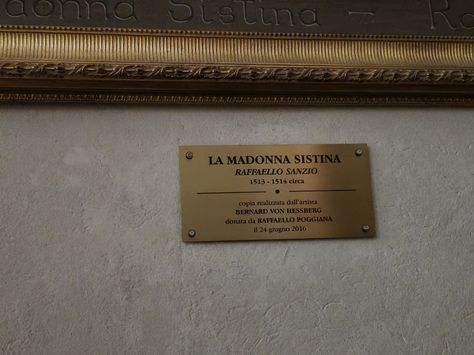 adonna Sistina – R
LA MADONNA SISTINA
RAFFAELLO SANZIO
1513 - 1514 circa
copia realizzata dall'artista
BERNARD VON HESSBERG
donata da RAFFAELLO POGGIANA
il 24 giugno 2016